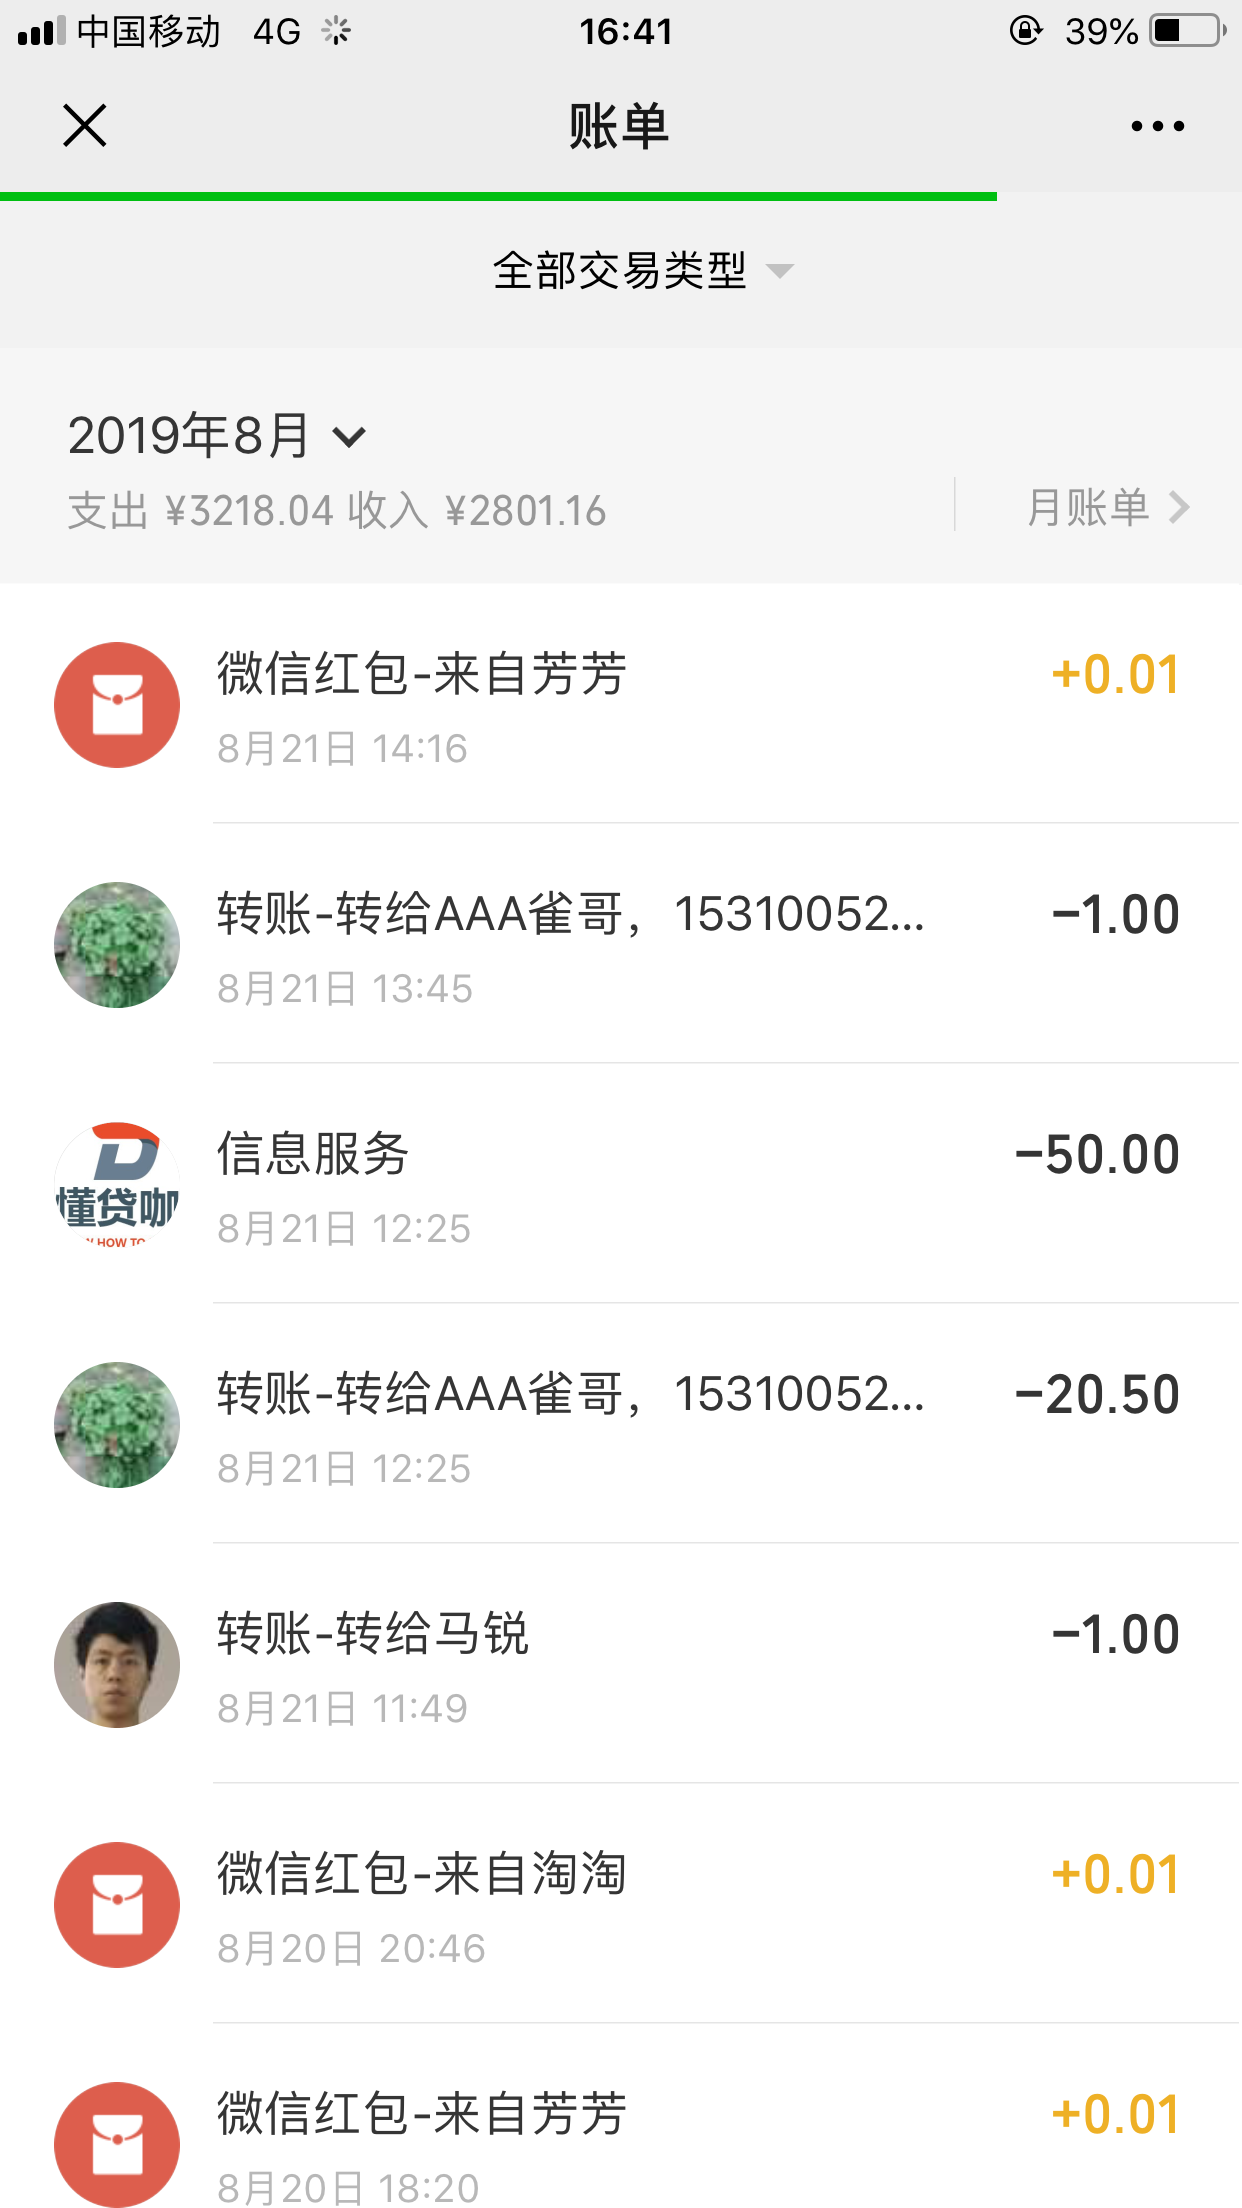 中国移动 4G 16:41 39%
账单
全部交易类型
2019年8月
支出 ¥3218.04 收入 ¥2801.16 月账单
微信红包-来自芳芳 +0.01
8月21日 14:16
转账-转给AAA雀哥，15310052... -1.00
8月21日 13:45
信息服务 -50.00
懂贷咖
HOW TO
8月21日 12:25
转账-转给AAA雀哥，15310052... -20.50
8月21日 12:25
转账-转给马锐 -1.00
8月21日 11:49
微信红包-来自淘淘 +0.01
8月20日 20:46
微信红包-来自芳芳 +0.01
8月20日 18:20